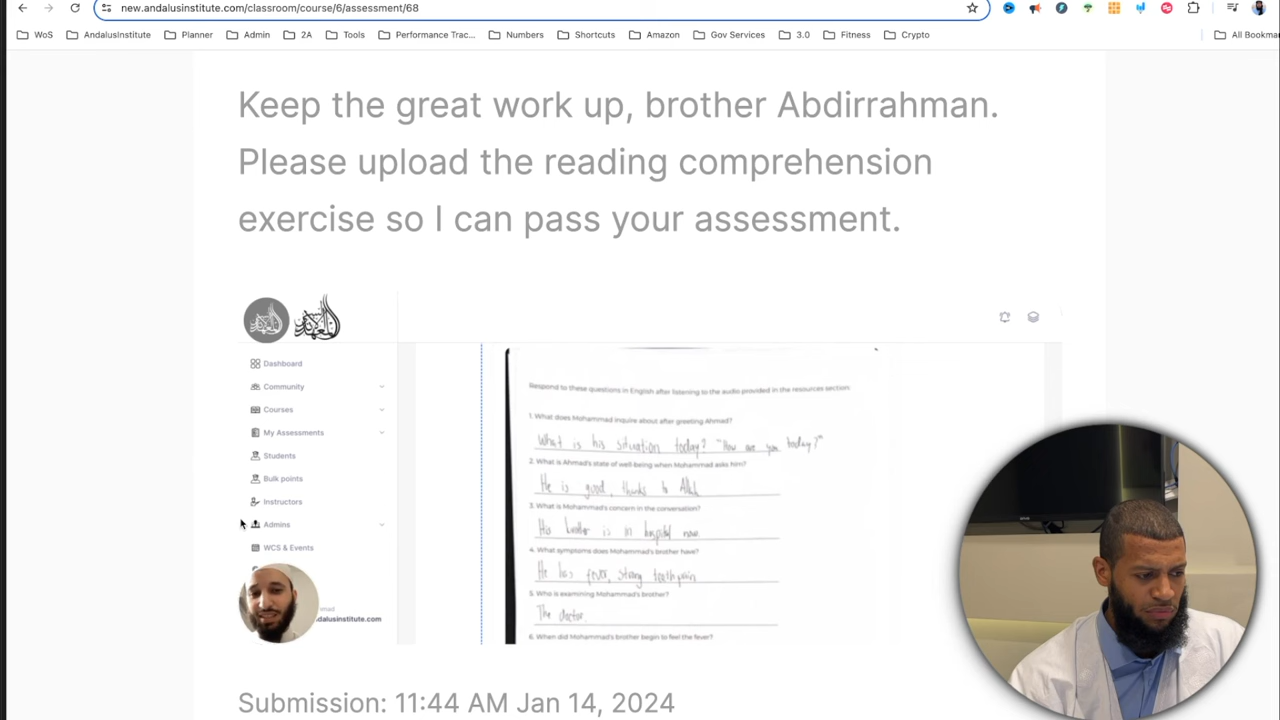 new.andalusinstitute.com/classroom/course/6/assessment/68
WoS AndalusInstitute Planner Admin 2A Tools Performance Trac... Numbers Shortcuts Amazon Gov Services 3.0 Fitness Crypto All Bookma
Keep the great work up, brother Abdirrahman.
Please upload the reading comprehension
exercise so I can pass your assessment.
Dashboard
Community
Courses
My Assessments
Students
Bulk points
Instructors
Admins
WCS & Events
mad
dalusinstitute.com
Respond to these questions in English after listening to the audio provided in the resources section
1. What does Mohammad inquire about after greeting Ahmad?
What is his situation today? "How are you today?"
2. What is Ahmad's state of well-being when Mohammad asks him?
He is good, thanks to Allah
3. What is Mohammad's concern in the conversation?
His brother is in hospital now
4. What symptoms does Mohammad's brother have?
He has fever, strong toothpain
5. Who is examining Mohammad's brother?
The doctor.
6. When did Mohammad's brother begin to feel the fever?
Submission: 11:44 AM Jan 14, 2024